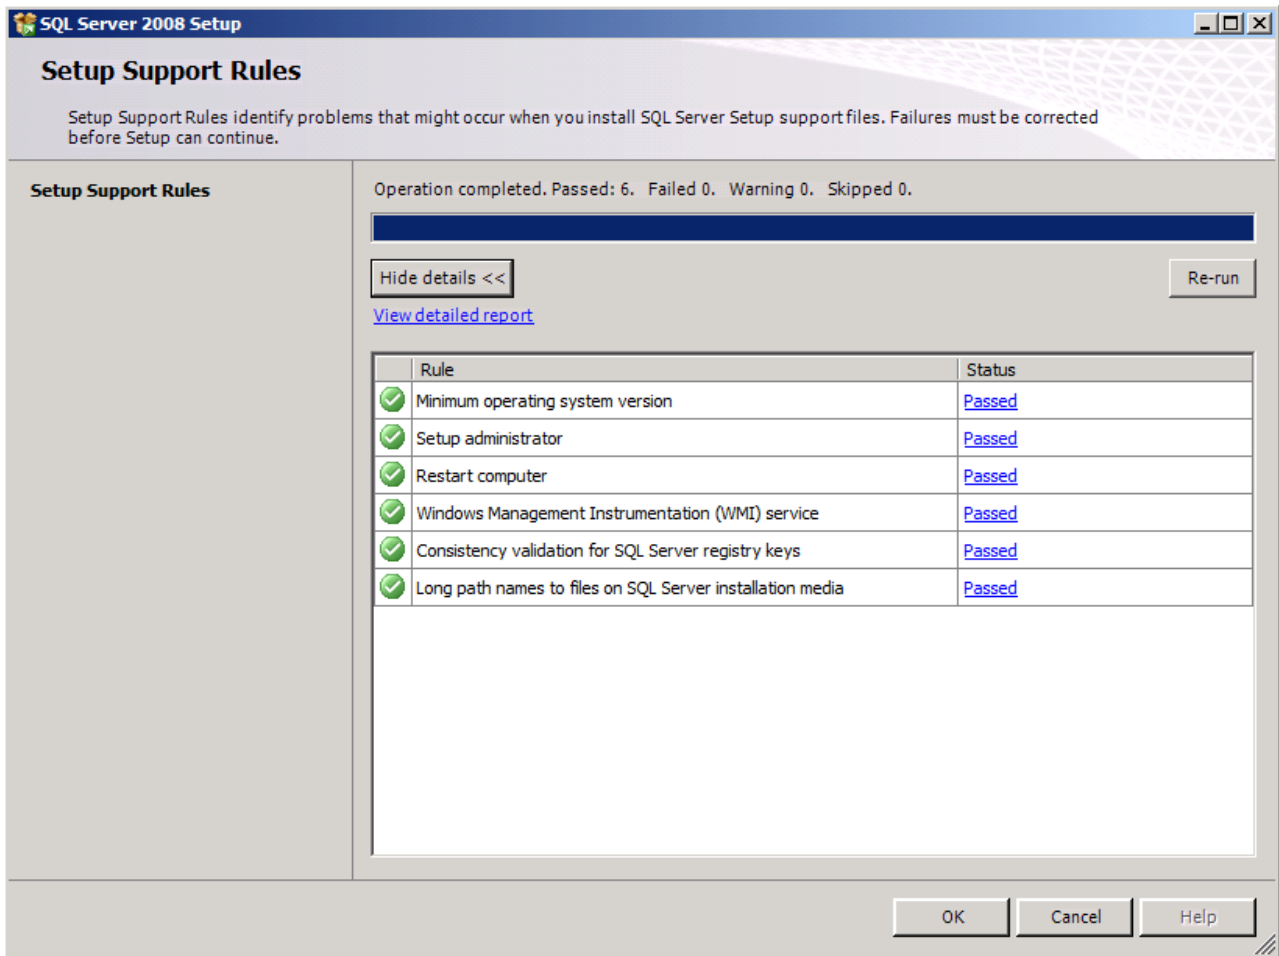 SQL Server 2008 Setup
Setup Support Rules
Setup Support Rules identify problems that might occur when you install SQL Server Setup support files. Failures must be corrected
before Setup can continue.
Setup Support Rules
Operation completed. Passed: 6.   Failed 0.   Warning 0.   Skipped 0.
Hide details <<
Re-run
View detailed report
Rule Status
Minimum operating system version Passed
Setup administrator Passed
Restart computer Passed
Windows Management Instrumentation (WMI) service Passed
Consistency validation for SQL Server registry keys Passed
Long path names to files on SQL Server installation media Passed
OK Cancel Help